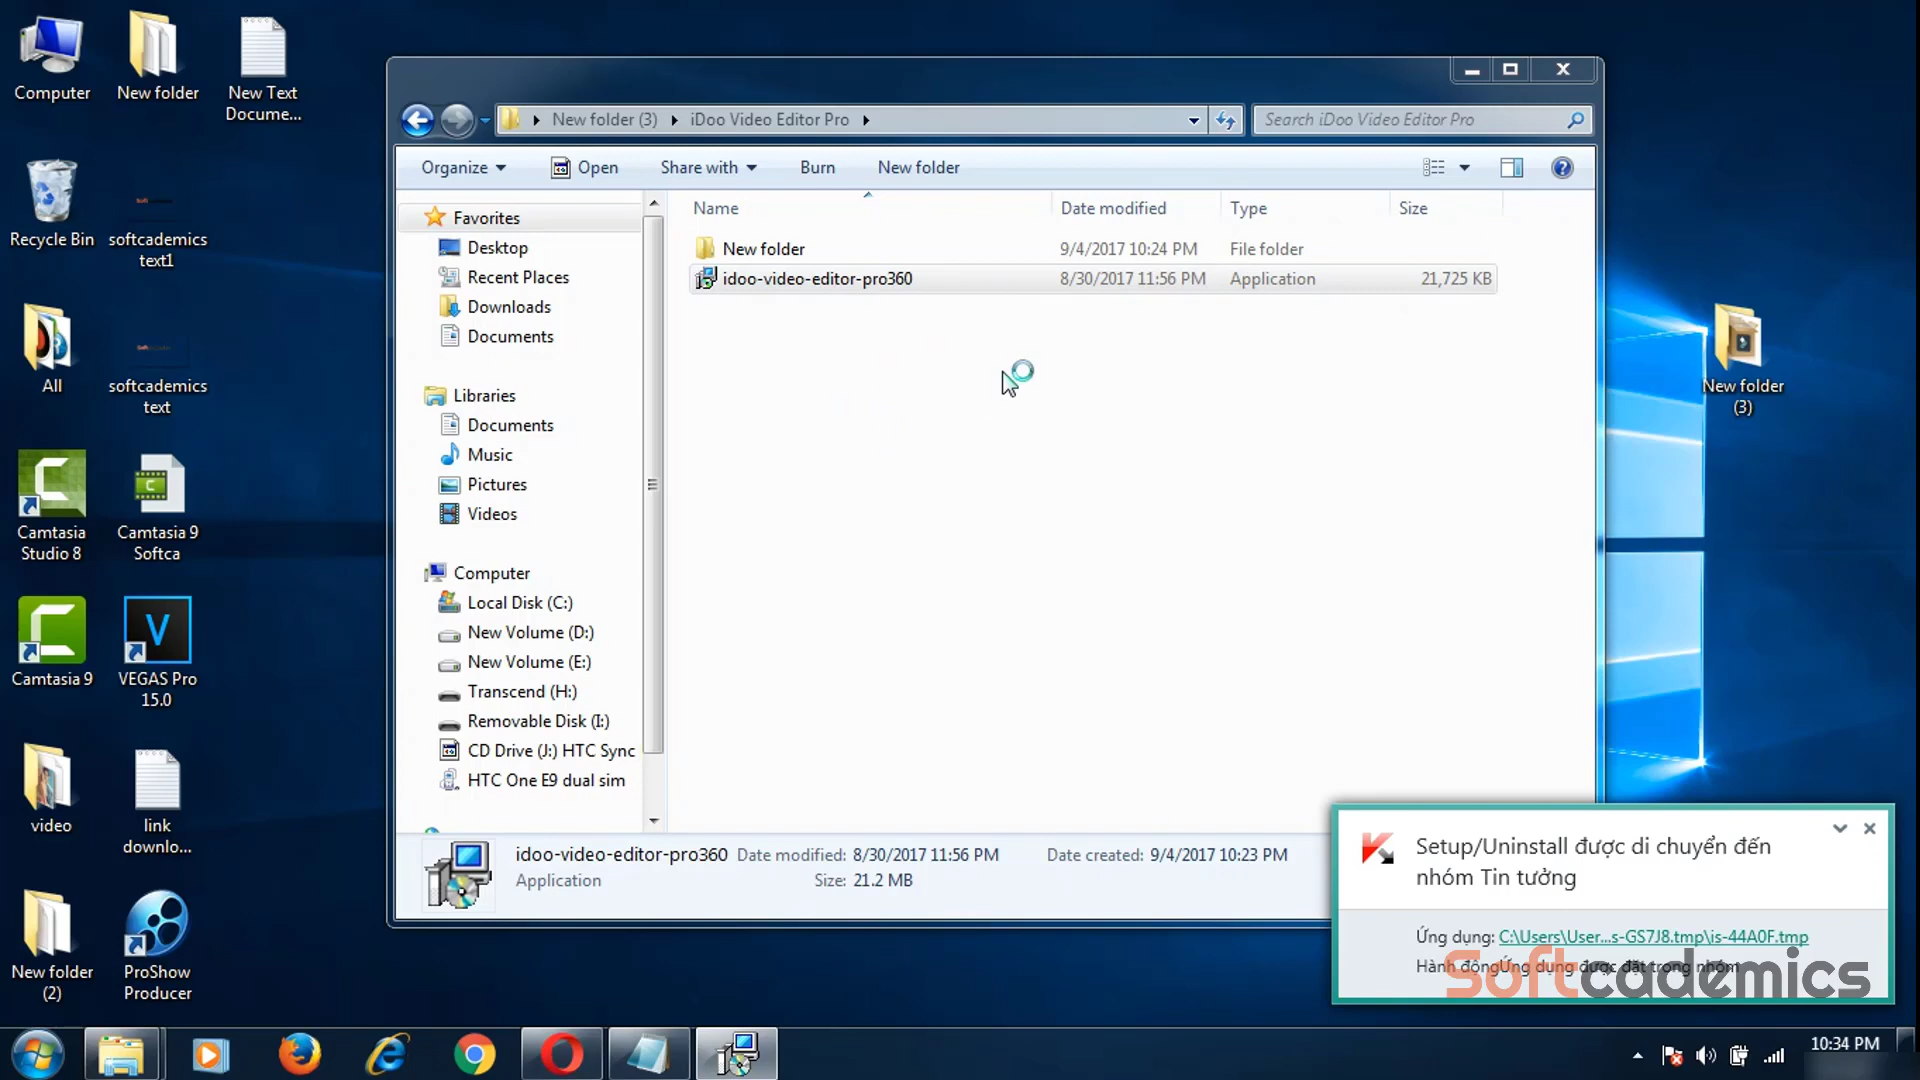 Computer
New folder
New Text
Docume...
Recycle Bin
softcademics
text1
All
softcademics
text
Camtasia
Studio 8
Camtasia 9
Softca
Camtasia 9
VEGAS Pro
15.0
video
link
downlo...
New folder
(2)
ProShow
Producer
New folder
(3)
New folder (3)
iDoo Video Editor Pro
Search iDoo Video Editor Pro
Organize
Open
Share with
Burn
New folder
Name
Date modified
Type
Size
New folder
9/4/2017 10:24 PM
File folder
idoo-video-editor-pro360
8/30/2017 11:56 PM
Application
21,725 KB
Favorites
Desktop
Recent Places
Downloads
Documents
Libraries
Documents
Music
Pictures
Videos
Computer
Local Disk (C:)
New Volume (D:)
New Volume (E:)
Transcend (H:)
Removable Disk (I:)
CD Drive (J:) HTC Sync
HTC One E9 dual sim
idoo-video-editor-pro360 Date modified: 8/30/2017 11:56 PM Date created: 9/4/2017 10:23 PM
Application Size: 21.2 MB
Setup/Uninstall được di chuyển đến
nhóm Tin tưởng
Ứng dụng: C:\Users\User...s-GS7J8.tmp\is-44A0F.tmp
Hành độngỨng dụng được đặt trong nhóm
Softcademics
10:34 PM